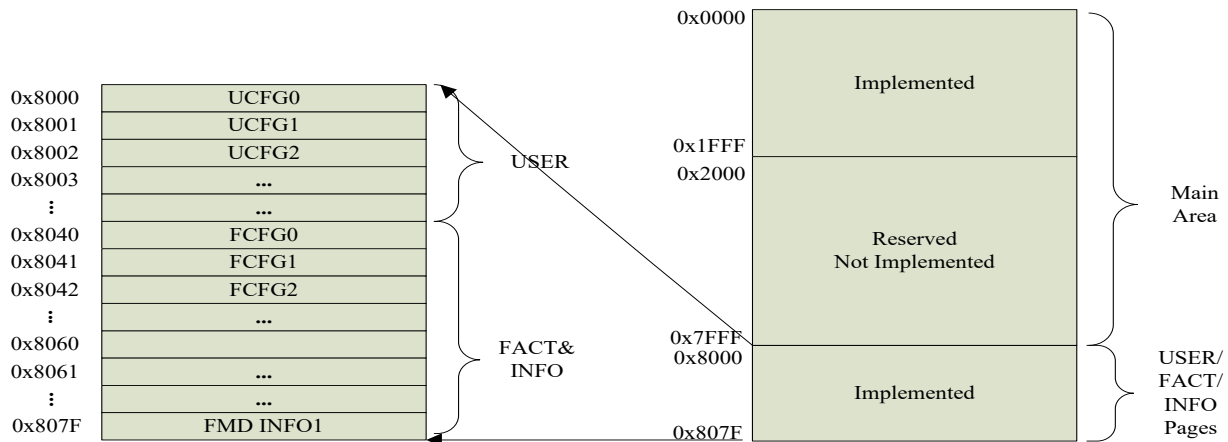 0x8000 UCFG0
0x8001 UCFG1
0x8002 UCFG2
0x8003 ...
⋮ ...
0x8040 FCFG0
0x8041 FCFG1
0x8042 FCFG2
⋮ ...
0x8060
0x8061 ...
⋮ ...
0x807F FMD INFO1
USER
FACT&
INFO
0x0000
Implemented
0x1FFF
0x2000
Reserved
Not Implemented
0x7FFF
0x8000
Implemented
0x807F
Main
Area
USER/
FACT/
INFO
Pages